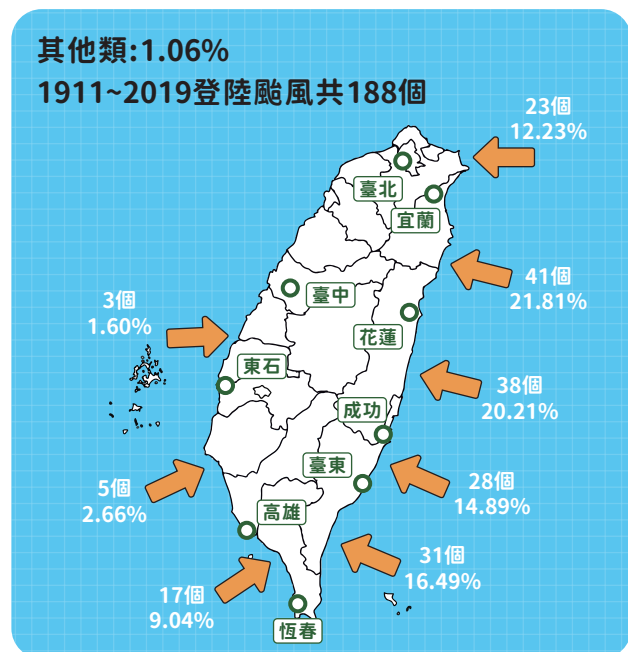 其他類:1.06%
1911~2019登陸颱風共188個
23個
12.23%
臺北
宜蘭
41個
21.81%
臺中
3個
1.60%
花蓮
東石
38個
20.21%
成功
臺東
28個
14.89%
5個
2.66%
高雄
31個
16.49%
17個
9.04%
恆春